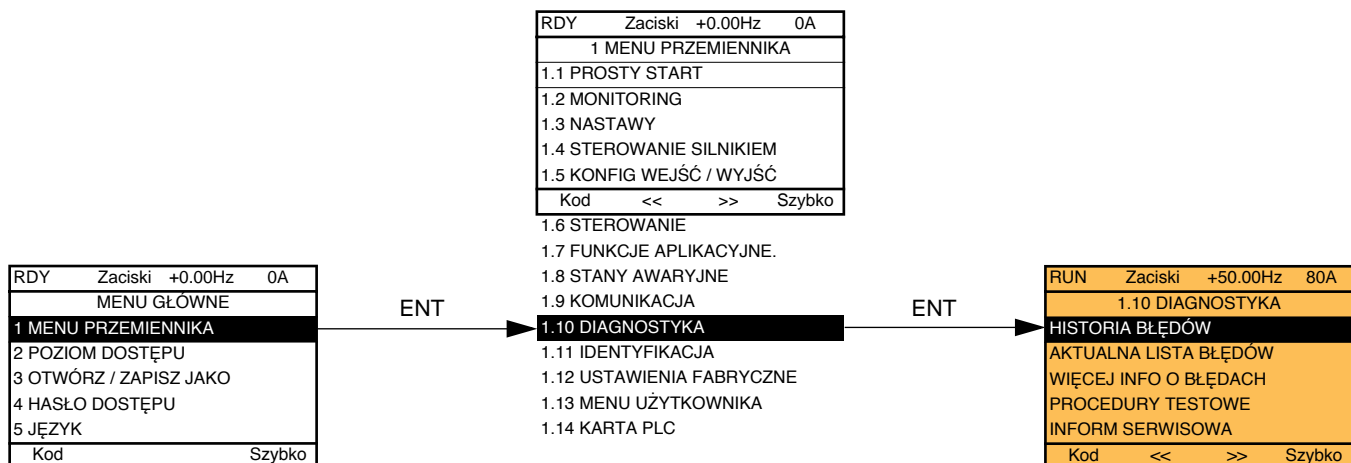 RDY Zaciski +0.00Hz 0A
1 MENU PRZEMIENNIKA
1.1 PROSTY START
1.2 MONITORING
1.3 NASTAWY
1.4 STEROWANIE SILNIKIEM
1.5 KONFIG WEJŚĆ / WYJŚĆ
Kod << >> Szybko
1.6 STEROWANIE
1.7 FUNKCJE APLIKACYJNE.
1.8 STANY AWARYJNE
1.9 KOMUNIKACJA
1.10 DIAGNOSTYKA
1.11 IDENTYFIKACJA
1.12 USTAWIENIA FABRYCZNE
1.13 MENU UŻYTKOWNIKA
1.14 KARTA PLC
RDY Zaciski +0.00Hz 0A
MENU GŁÓWNE
1 MENU PRZEMIENNIKA
2 POZIOM DOSTĘPU
3 OTWÓRZ / ZAPISZ JAKO
4 HASŁO DOSTĘPU
5 JĘZYK
Kod Szybko
ENT
ENT
RUN Zaciski +50.00Hz 80A
1.10 DIAGNOSTYKA
HISTORIA BŁĘDÓW
AKTUALNA LISTA BŁĘDÓW
WIĘCEJ INFO O BŁĘDACH
PROCEDURY TESTOWE
INFORM SERWISOWA
Kod << >> Szybko